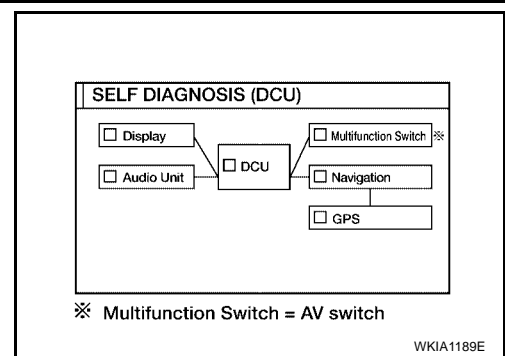 SELF DIAGNOSIS (DCU)
☐ Display
☐ Multifunction Switch ※
☐ DCU
☐ Audio Unit
☐ Navigation
☐ GPS
※ Multifunction Switch = AV switch
WKIA1189E